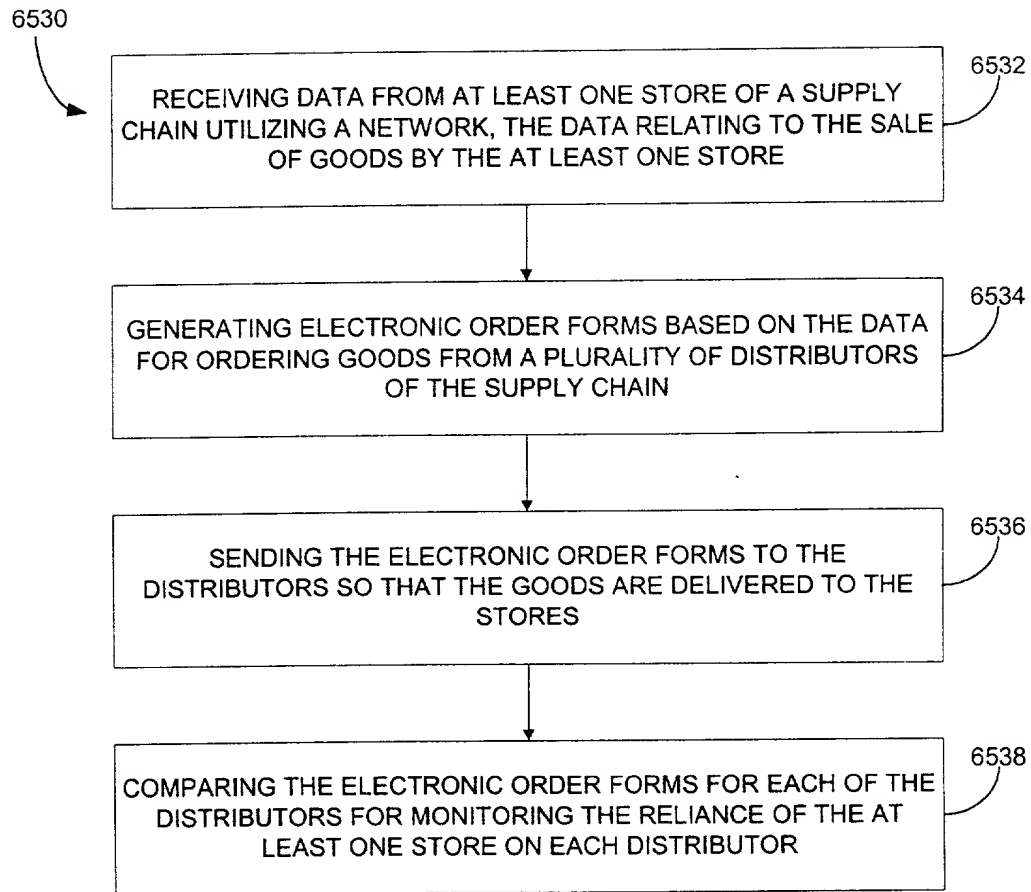 6530
6532
RECEIVING DATA FROM AT LEAST ONE STORE OF A SUPPLY
CHAIN UTILIZING A NETWORK, THE DATA RELATING TO THE SALE
OF GOODS BY THE AT LEAST ONE STORE
6534
GENERATING ELECTRONIC ORDER FORMS BASED ON THE DATA
FOR ORDERING GOODS FROM A PLURALITY OF DISTRIBUTORS
OF THE SUPPLY CHAIN
6536
SENDING THE ELECTRONIC ORDER FORMS TO THE
DISTRIBUTORS SO THAT THE GOODS ARE DELIVERED TO THE
STORES
6538
COMPARING THE ELECTRONIC ORDER FORMS FOR EACH OF THE
DISTRIBUTORS FOR MONITORING THE RELIANCE OF THE AT
LEAST ONE STORE ON EACH DISTRIBUTOR